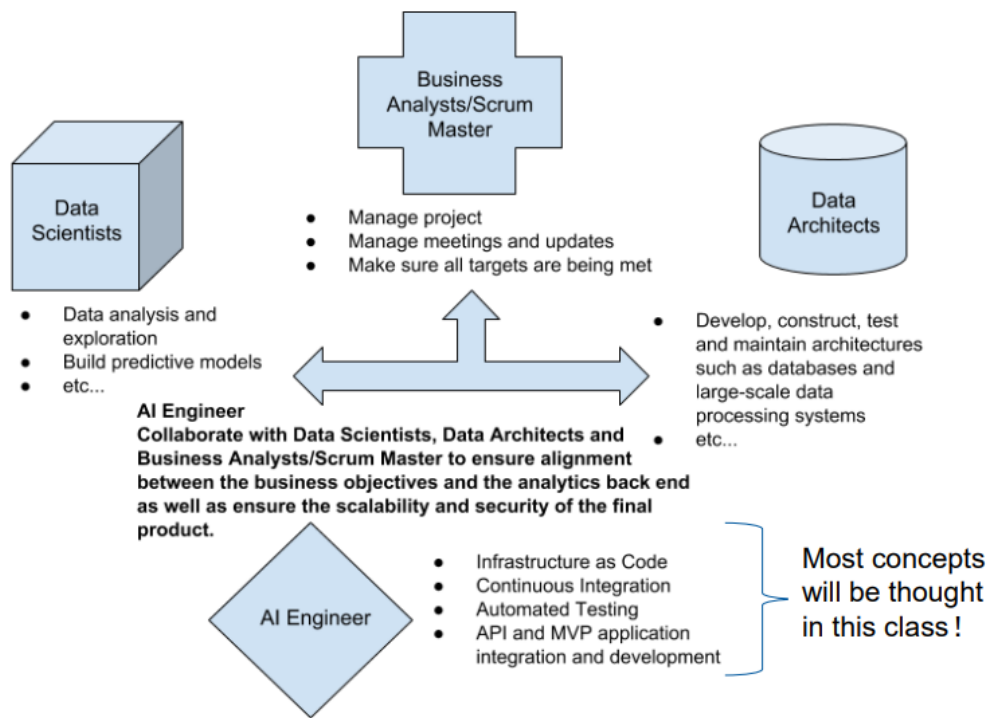 Business
Analysts/Scrum
Master
Data
Scientists
Data
Architects
● Manage project
● Manage meetings and updates
● Make sure all targets are being met
● Data analysis and
exploration
● Build predictive models
● etc...
● Develop, construct, test
and maintain architectures
such as databases and
large-scale data
processing systems
● etc...
AI Engineer
Collaborate with Data Scientists, Data Architects and
Business Analysts/Scrum Master to ensure alignment
between the business objectives and the analytics back end
as well as ensure the scalability and security of the final
product.
AI Engineer
● Infrastructure as Code
● Continuous Integration
● Automated Testing
● API and MVP application
integration and development
Most concepts
will be thought
in this class !